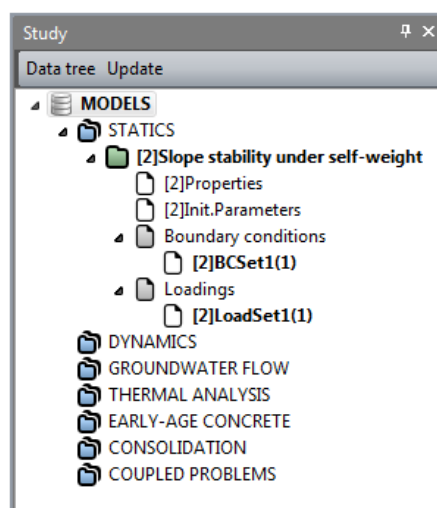 Study
Data tree Update
MODELS
STATICS
[2]Slope stability under self-weight
[2]Properties
[2]Init.Parameters
Boundary conditions
[2]BCSet1(1)
Loadings
[2]LoadSet1(1)
DYNAMICS
GROUNDWATER FLOW
THERMAL ANALYSIS
EARLY-AGE CONCRETE
CONSOLIDATION
COUPLED PROBLEMS